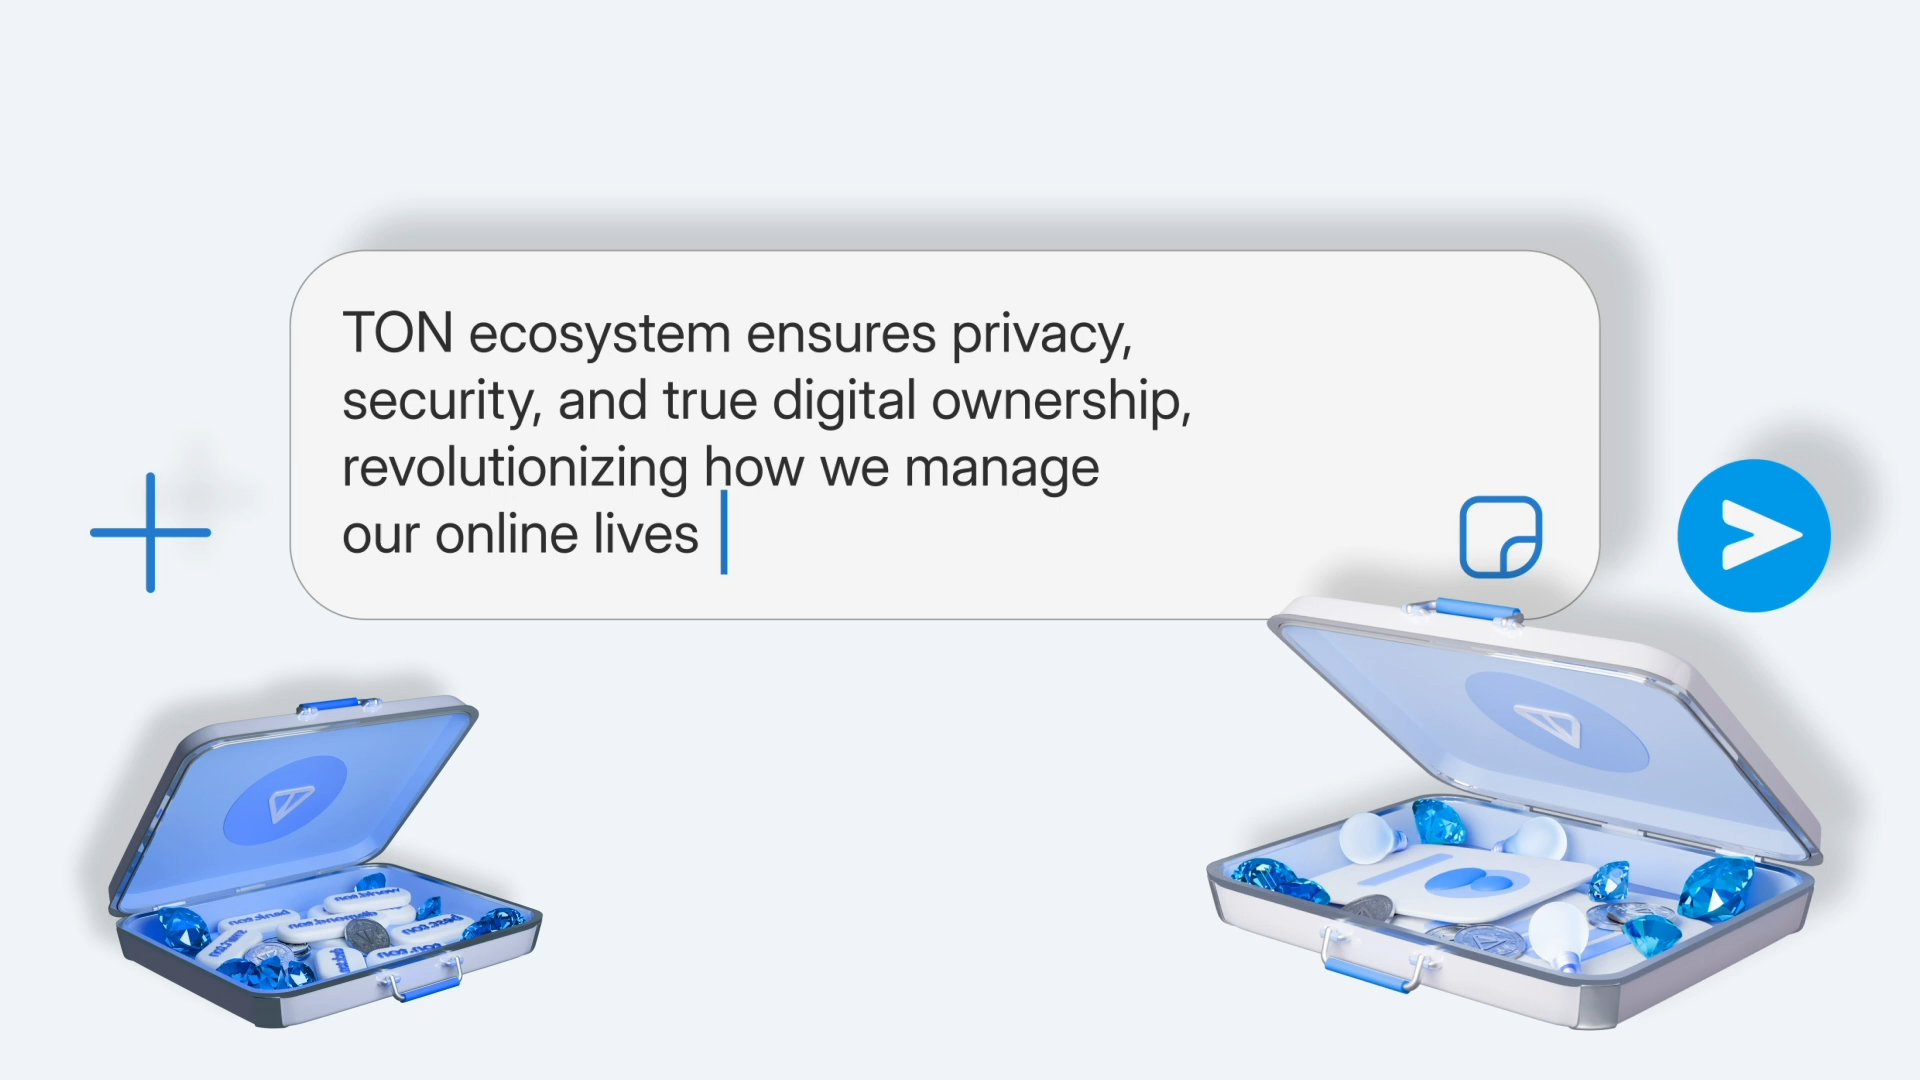 TON ecosystem ensures privacy,
security, and true digital ownership,
revolutionizing how we manage
our online lives